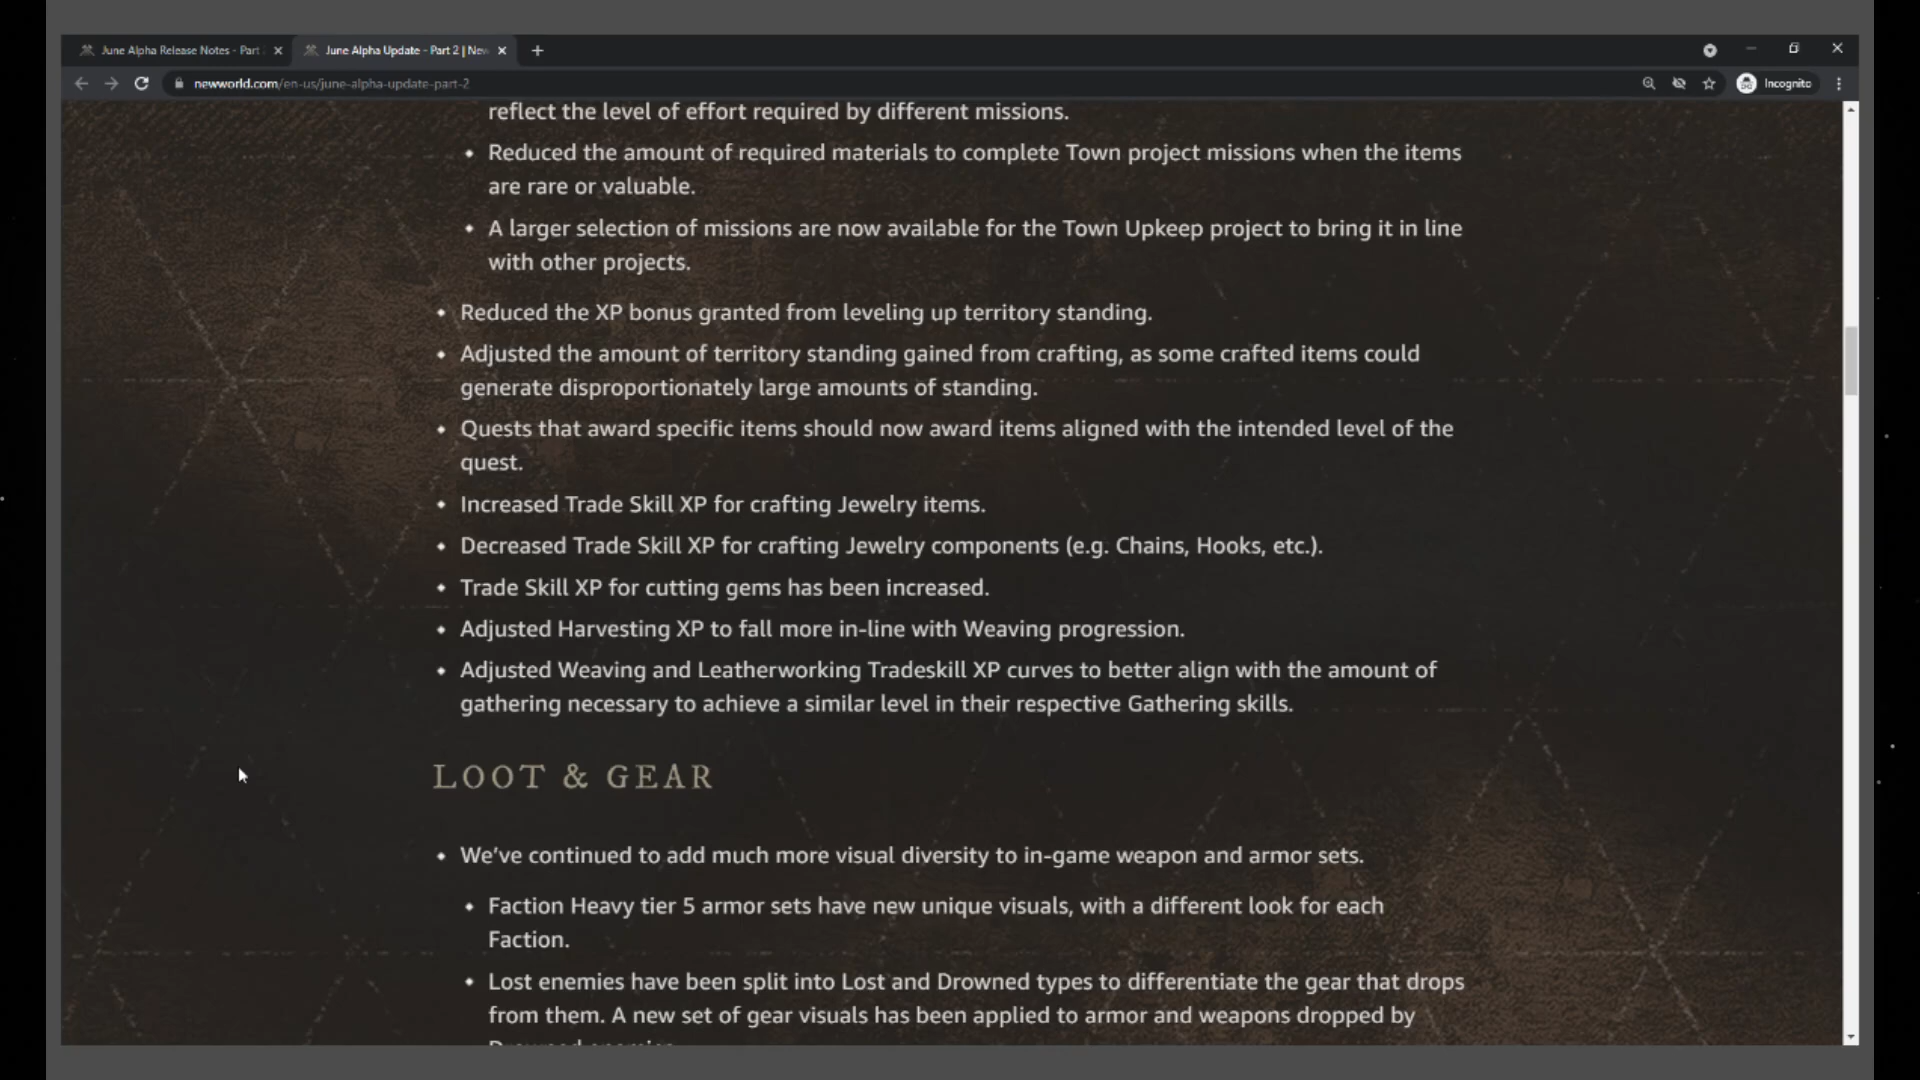 June Alpha Release Notes - Part
June Alpha Update - Part 2 | New
newworld.com/en-us/june-alpha-update-part-2
Incognito
reflect the level of effort required by different missions.
Reduced the amount of required materials to complete Town project missions when the items
are rare or valuable.
A larger selection of missions are now available for the Town Upkeep project to bring it in line
with other projects.
Reduced the XP bonus granted from leveling up territory standing.
Adjusted the amount of territory standing gained from crafting, as some crafted items could
generate disproportionately large amounts of standing.
Quests that award specific items should now award items aligned with the intended level of the
quest.
Increased Trade Skill XP for crafting Jewelry items.
Decreased Trade Skill XP for crafting Jewelry components (e.g. Chains, Hooks, etc.).
Trade Skill XP for cutting gems has been increased.
Adjusted Harvesting XP to fall more in-line with Weaving progression.
Adjusted Weaving and Leatherworking Tradeskill XP curves to better align with the amount of
gathering necessary to achieve a similar level in their respective Gathering skills.
LOOT & GEAR
We've continued to add much more visual diversity to in-game weapon and armor sets.
Faction Heavy tier 5 armor sets have new unique visuals, with a different look for each
Faction.
Lost enemies have been split into Lost and Drowned types to differentiate the gear that drops
from them. A new set of gear visuals has been applied to armor and weapons dropped by